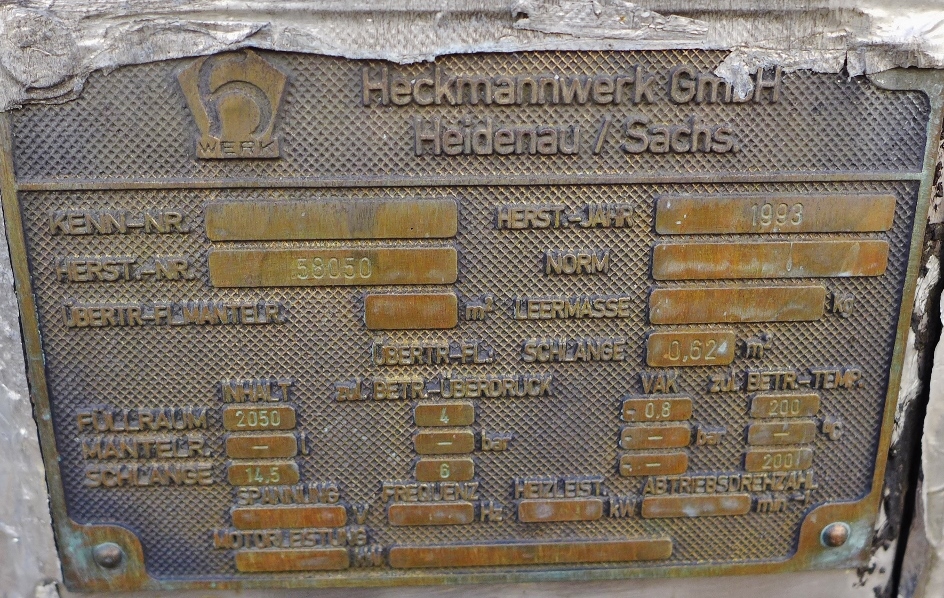 h
WERK
Heckmannwerk GmbH
Heidenau / Sachs.
KENN-NR. HERST.-JAHR 1993
HERST.-NR. 58050 NORM
ÜBERTR-FL.MANTELR. m² LEERMASSE kg
ÜBERTR-FL. SCHLANGE 0,62 m²
INHALT zul. BETR.-ÜBERDRUCK VAK zul. BETR-TEMP.
FÜLLRAUM 2050 4 - 0,8 200
MANTELR. — l — bar - — bar — °C
SCHLANGE 14,5 6 - — 200
SPANNUNG FREQUENZ HEIZLEIST. ABTRIEBSDREHZAHL
V Hz kW min⁻¹
MOTORLEISTUNG
kW